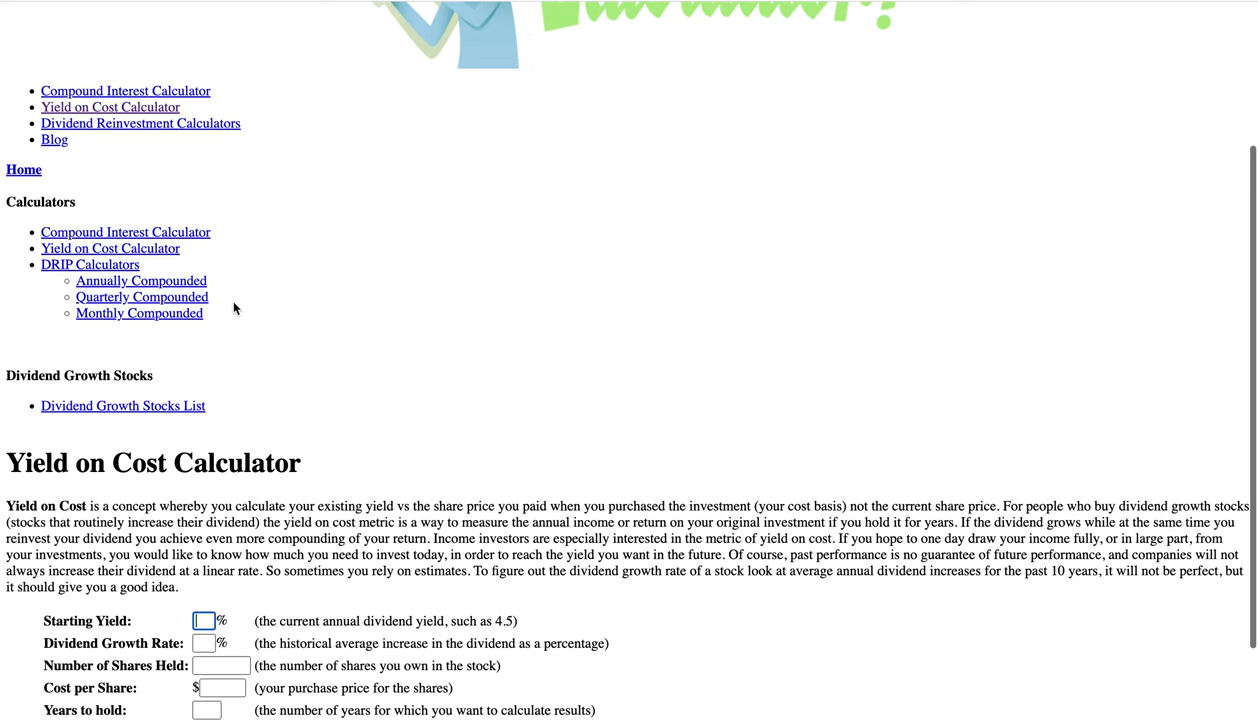 Compound Interest Calculator
Yield on Cost Calculator
Dividend Reinvestment Calculators
Blog
Home
Calculators
Compound Interest Calculator
Yield on Cost Calculator
DRIP Calculators
Annually Compounded
Quarterly Compounded
Monthly Compounded
Dividend Growth Stocks
Dividend Growth Stocks List
Yield on Cost Calculator
Yield on Cost is a concept whereby you calculate your existing yield vs the share price you paid when you purchased the investment (your cost basis) not the current share price. For people who buy dividend growth stocks
(stocks that routinely increase their dividend) the yield on cost metric is a way to measure the annual income or return on your original investment if you hold it for years. If the dividend grows while at the same time you
reinvest your dividend you achieve even more compounding of your return. Income investors are especially interested in the metric of yield on cost. If you hope to one day draw your income fully, or in large part, from
your investments, you would like to know how much you need to invest today, in order to reach the yield you want in the future. Of course, past performance is no guarantee of future performance, and companies will not
always increase their dividend at a linear rate. So sometimes you rely on estimates. To figure out the dividend growth rate of a stock look at average annual dividend increases for the past 10 years, it will not be perfect, but
it should give you a good idea.
Starting Yield: % (the current annual dividend yield, such as 4.5)
Dividend Growth Rate: % (the historical average increase in the dividend as a percentage)
Number of Shares Held: (the number of shares you own in the stock)
Cost per Share: $ (your purchase price for the shares)
Years to hold: (the number of years for which you want to calculate results)